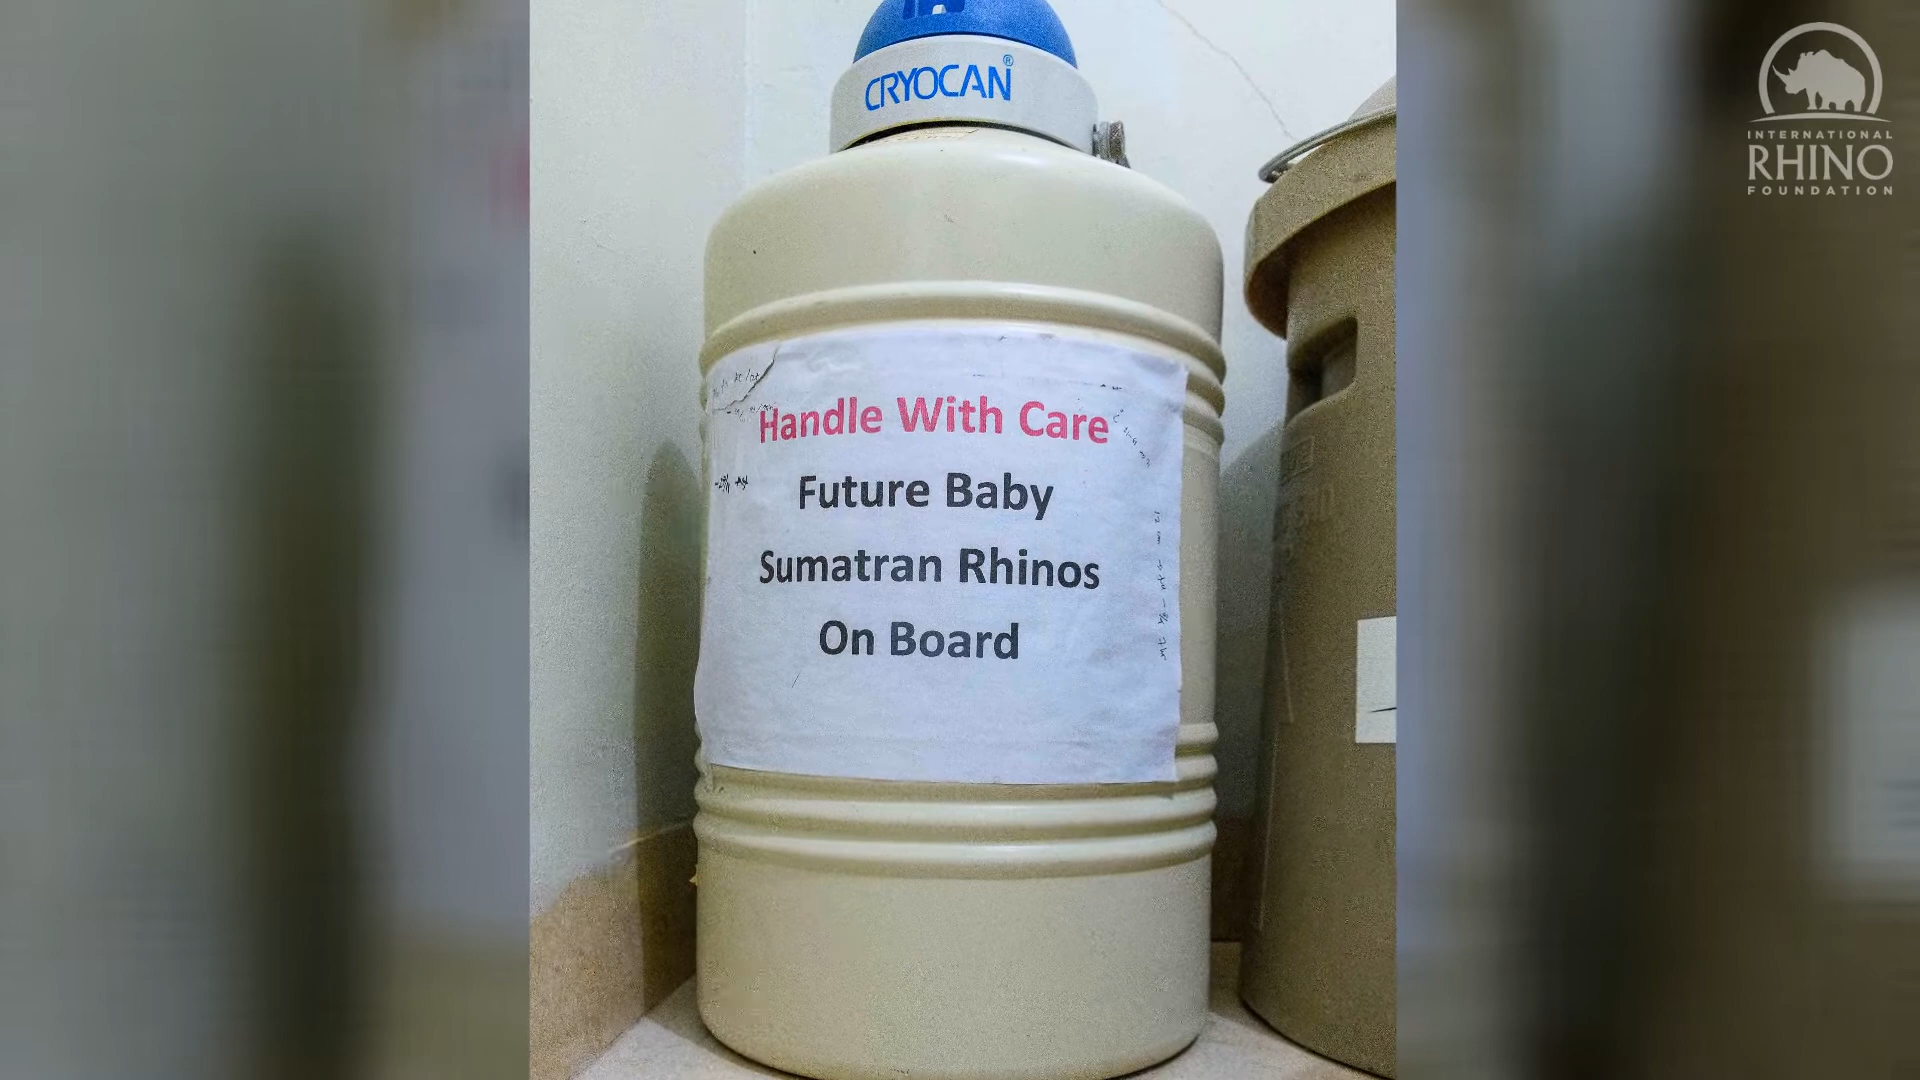 CRYOCAN®
Handle With Care
Future Baby
Sumatran Rhinos
On Board
INTERNATIONAL
RHINO
FOUNDATION